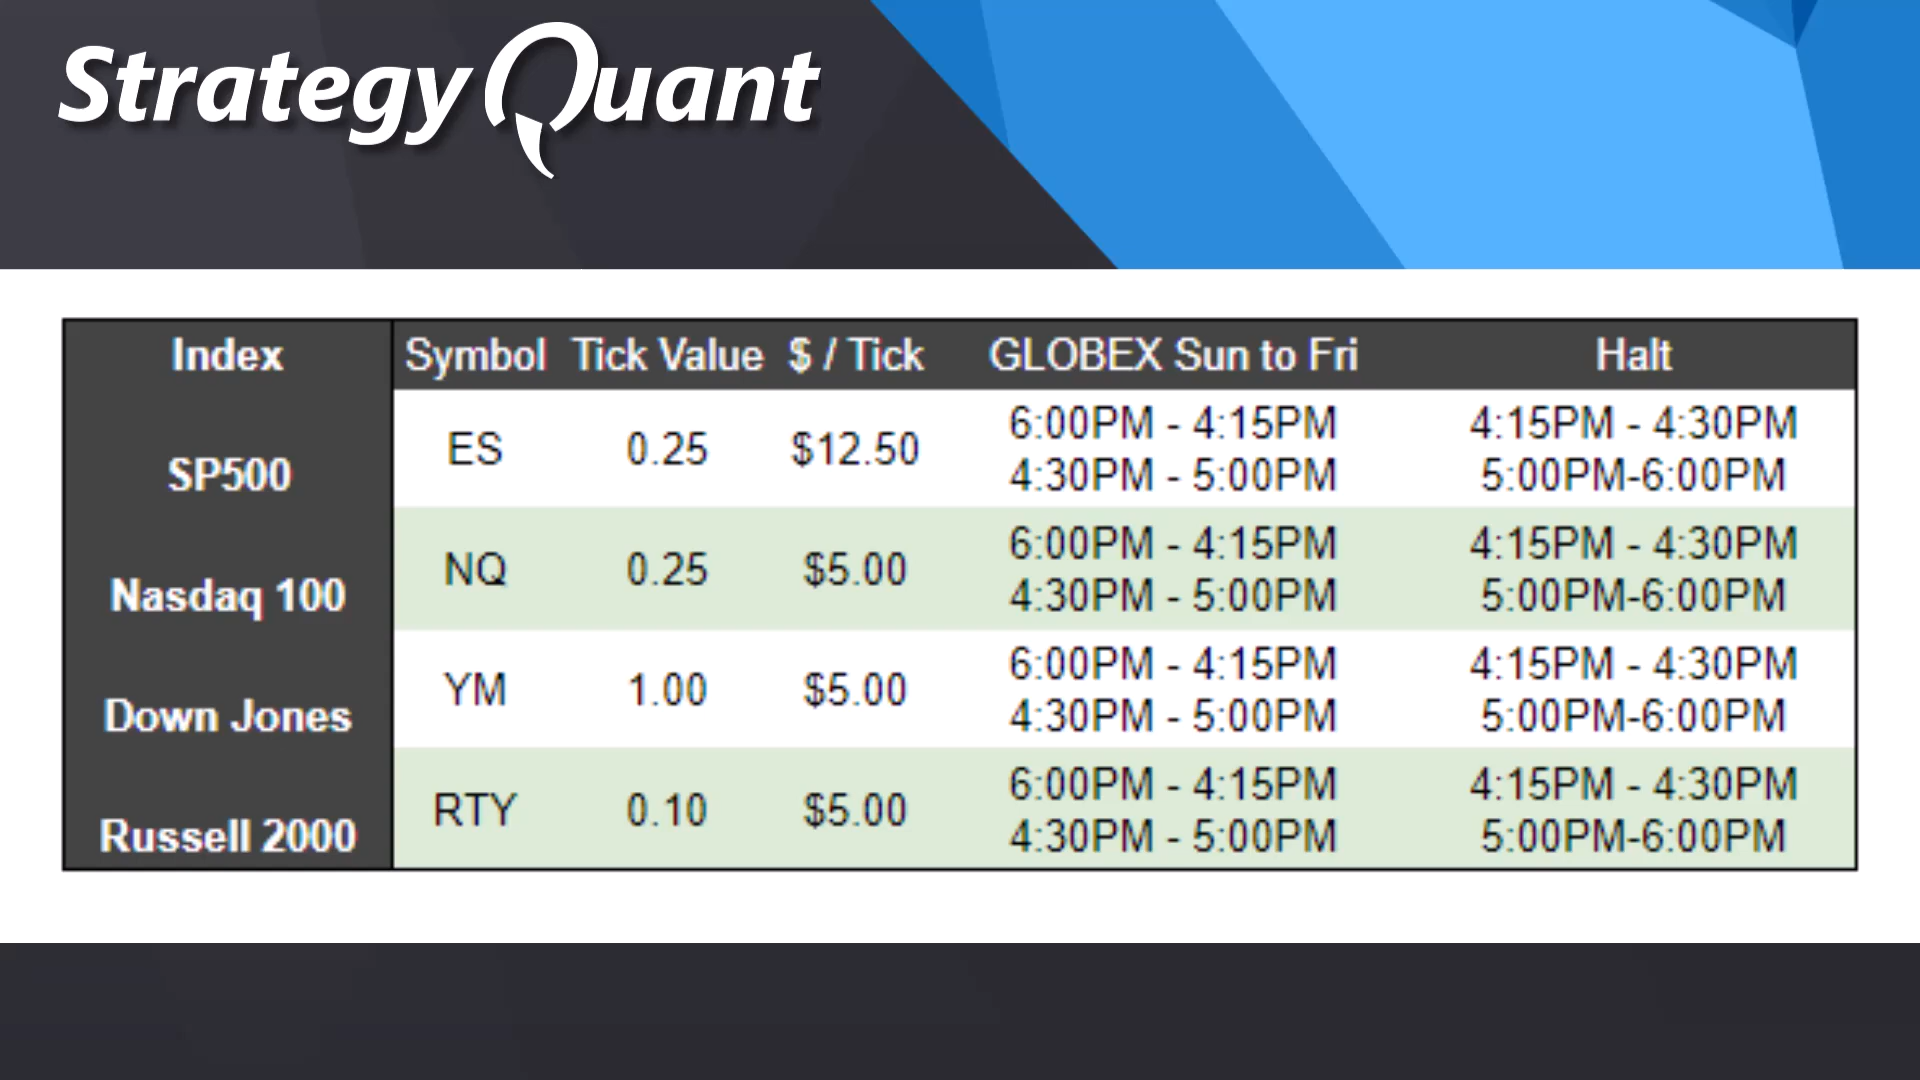 StrategyQuant
Index Symbol Tick Value $ / Tick GLOBEX Sun to Fri Halt
SP500 ES 0.25 $12.50 6:00PM - 4:15PM 4:15PM - 4:30PM
4:30PM - 5:00PM 5:00PM-6:00PM
Nasdaq 100 NQ 0.25 $5.00 6:00PM - 4:15PM 4:15PM - 4:30PM
4:30PM - 5:00PM 5:00PM-6:00PM
Down Jones YM 1.00 $5.00 6:00PM - 4:15PM 4:15PM - 4:30PM
4:30PM - 5:00PM 5:00PM-6:00PM
Russell 2000 RTY 0.10 $5.00 6:00PM - 4:15PM 4:15PM - 4:30PM
4:30PM - 5:00PM 5:00PM-6:00PM